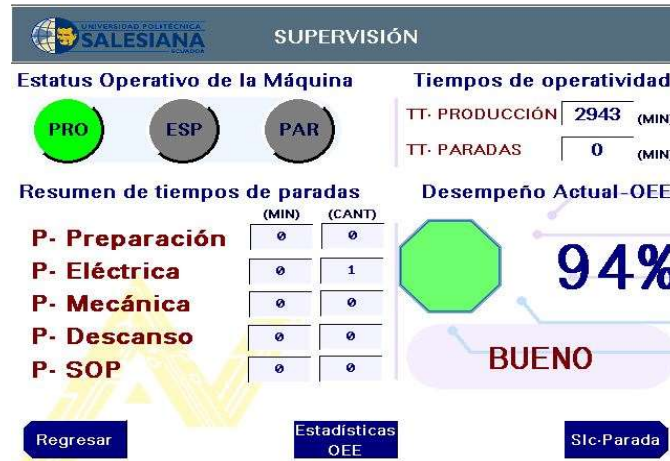 UNIVERSIDAD POLITÉCNICA
SALESIANA
ECUADOR
SUPERVISIÓN
Estatus Operativo de la Máquina
PRO
ESP
PAR
Tiempos de operatividad
TT. PRODUCCIÓN 2943 (MIN)
TT. PARADAS 0 (MIN)
Resumen de tiempos de paradas
(MIN) (CANT)
P- Preparación 0 0
P- Eléctrica 0 1
P- Mecánica 0 0
P- Descanso 0 0
P- SOP 0 0
Desempeño Actual-OEE
94%
BUENO
Regresar
Estadísticas
OEE
Slc-Parada